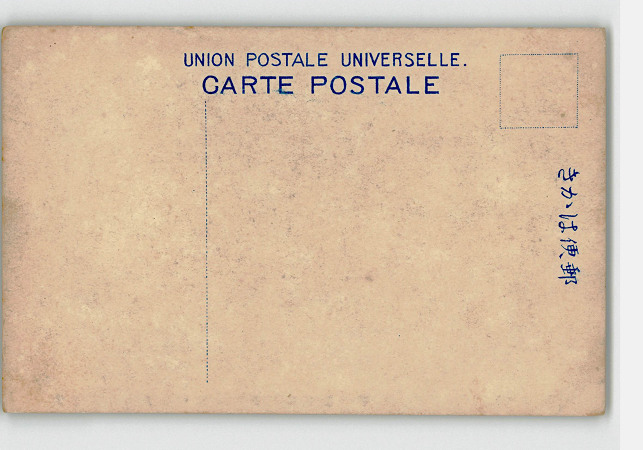 UNION POSTALE UNIVERSELLE.
CARTE POSTALE
きかは便郵